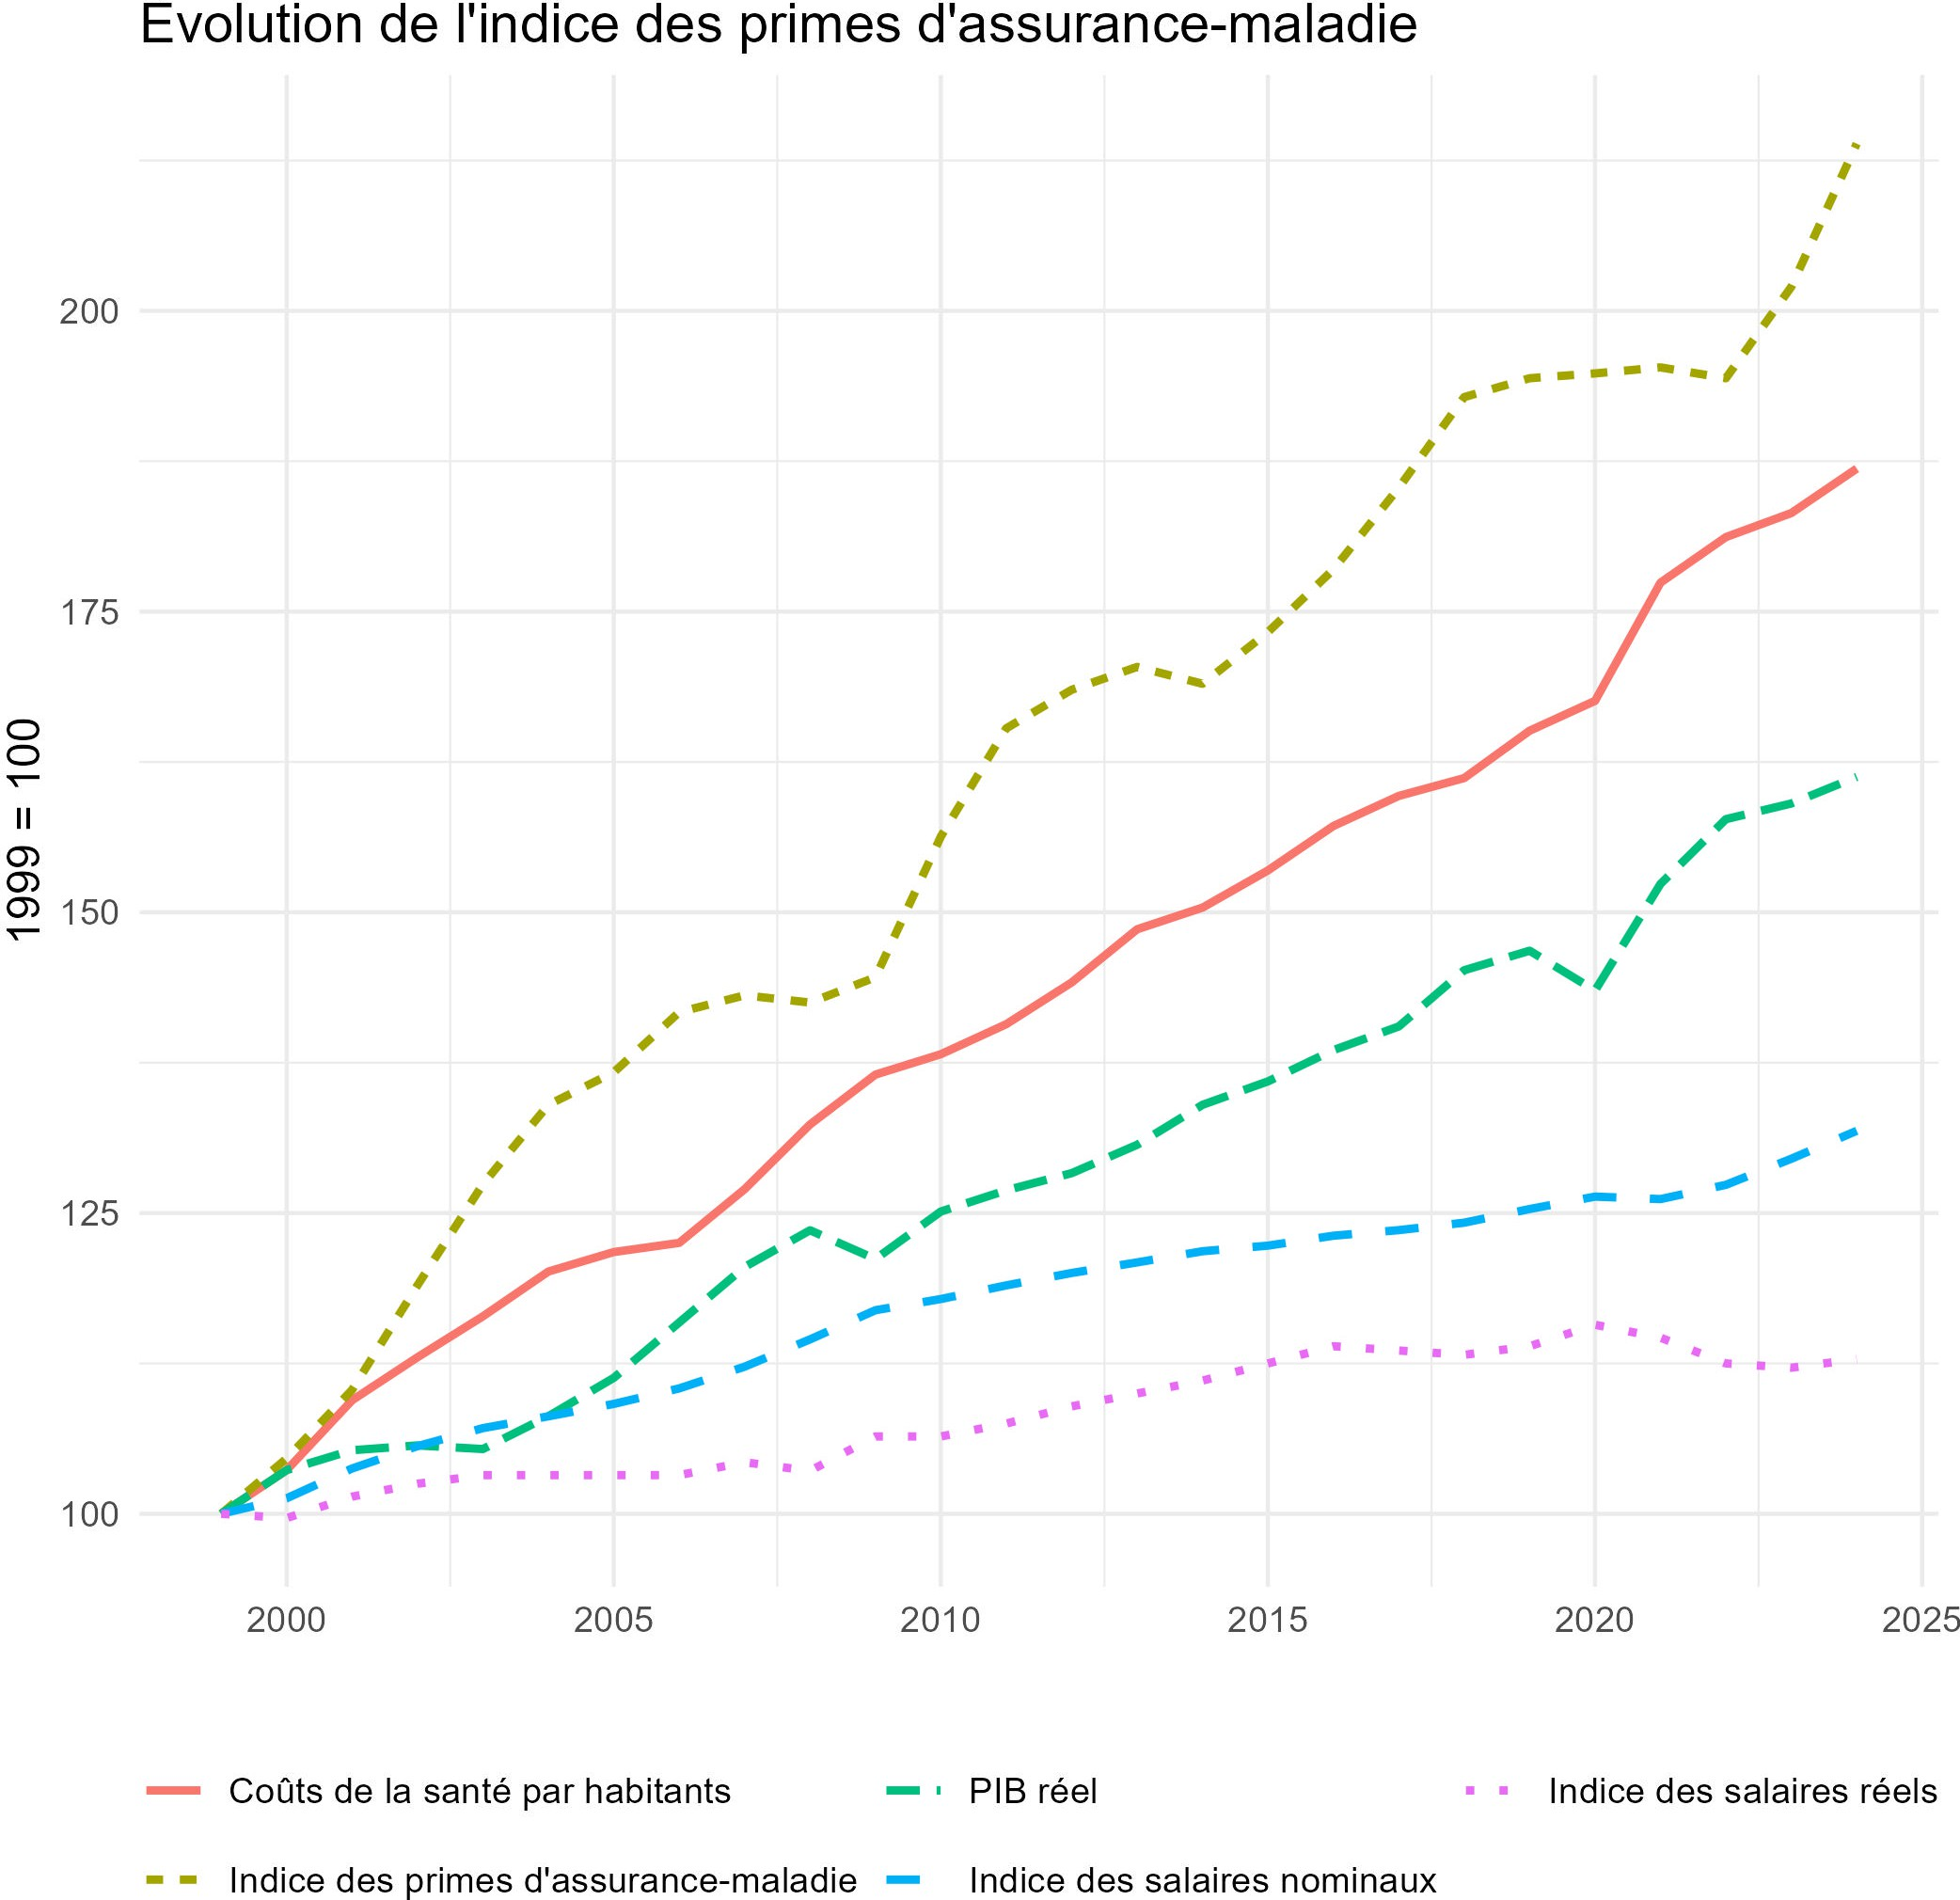 Evolution de l'indice des primes d'assurance-maladie
1999 = 100
200
175
150
125
100
2000 2005 2010 2015 2020 2025
Coûts de la santé par habitants PIB réel Indice des salaires réels
Indice des primes d'assurance-maladie Indice des salaires nominaux